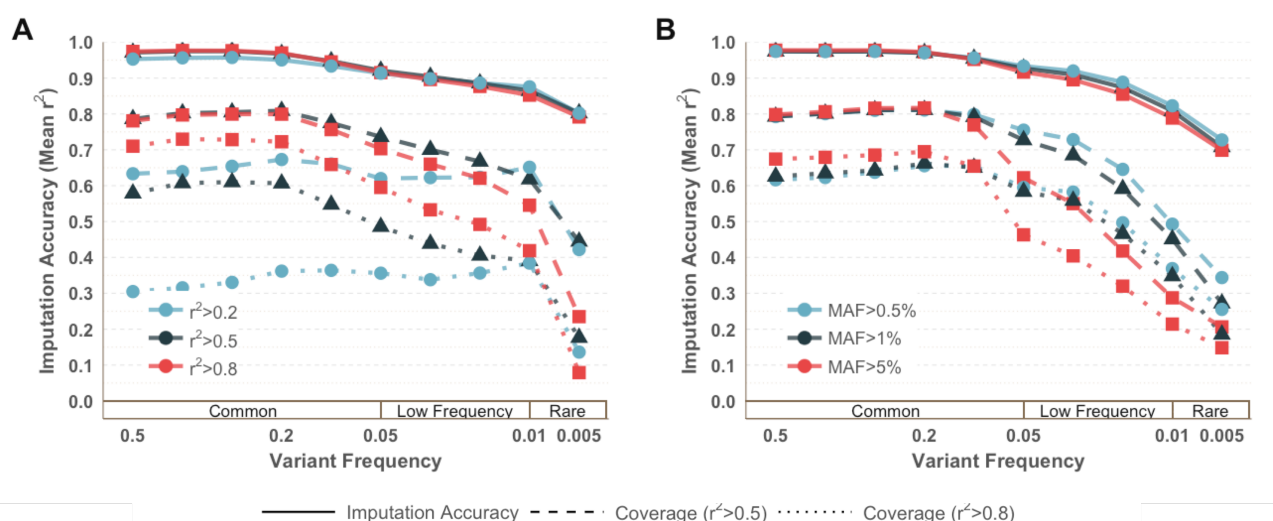 A
B
Imputation Accuracy (Mean r²)
1.0
0.9
0.8
0.7
0.6
0.5
0.4
0.3
0.2
0.1
0.0
r²>0.2
r²>0.5
r²>0.8
Common Low Frequency Rare
0.5 0.2 0.05 0.01 0.005
Variant Frequency
Imputation Accuracy (Mean r²)
1.0
0.9
0.8
0.7
0.6
0.5
0.4
0.3
0.2
0.1
0.0
MAF>0.5%
MAF>1%
MAF>5%
Common Low Frequency Rare
0.5 0.2 0.05 0.01 0.005
Variant Frequency
Imputation Accuracy Coverage (r²>0.5) Coverage (r²>0.8)